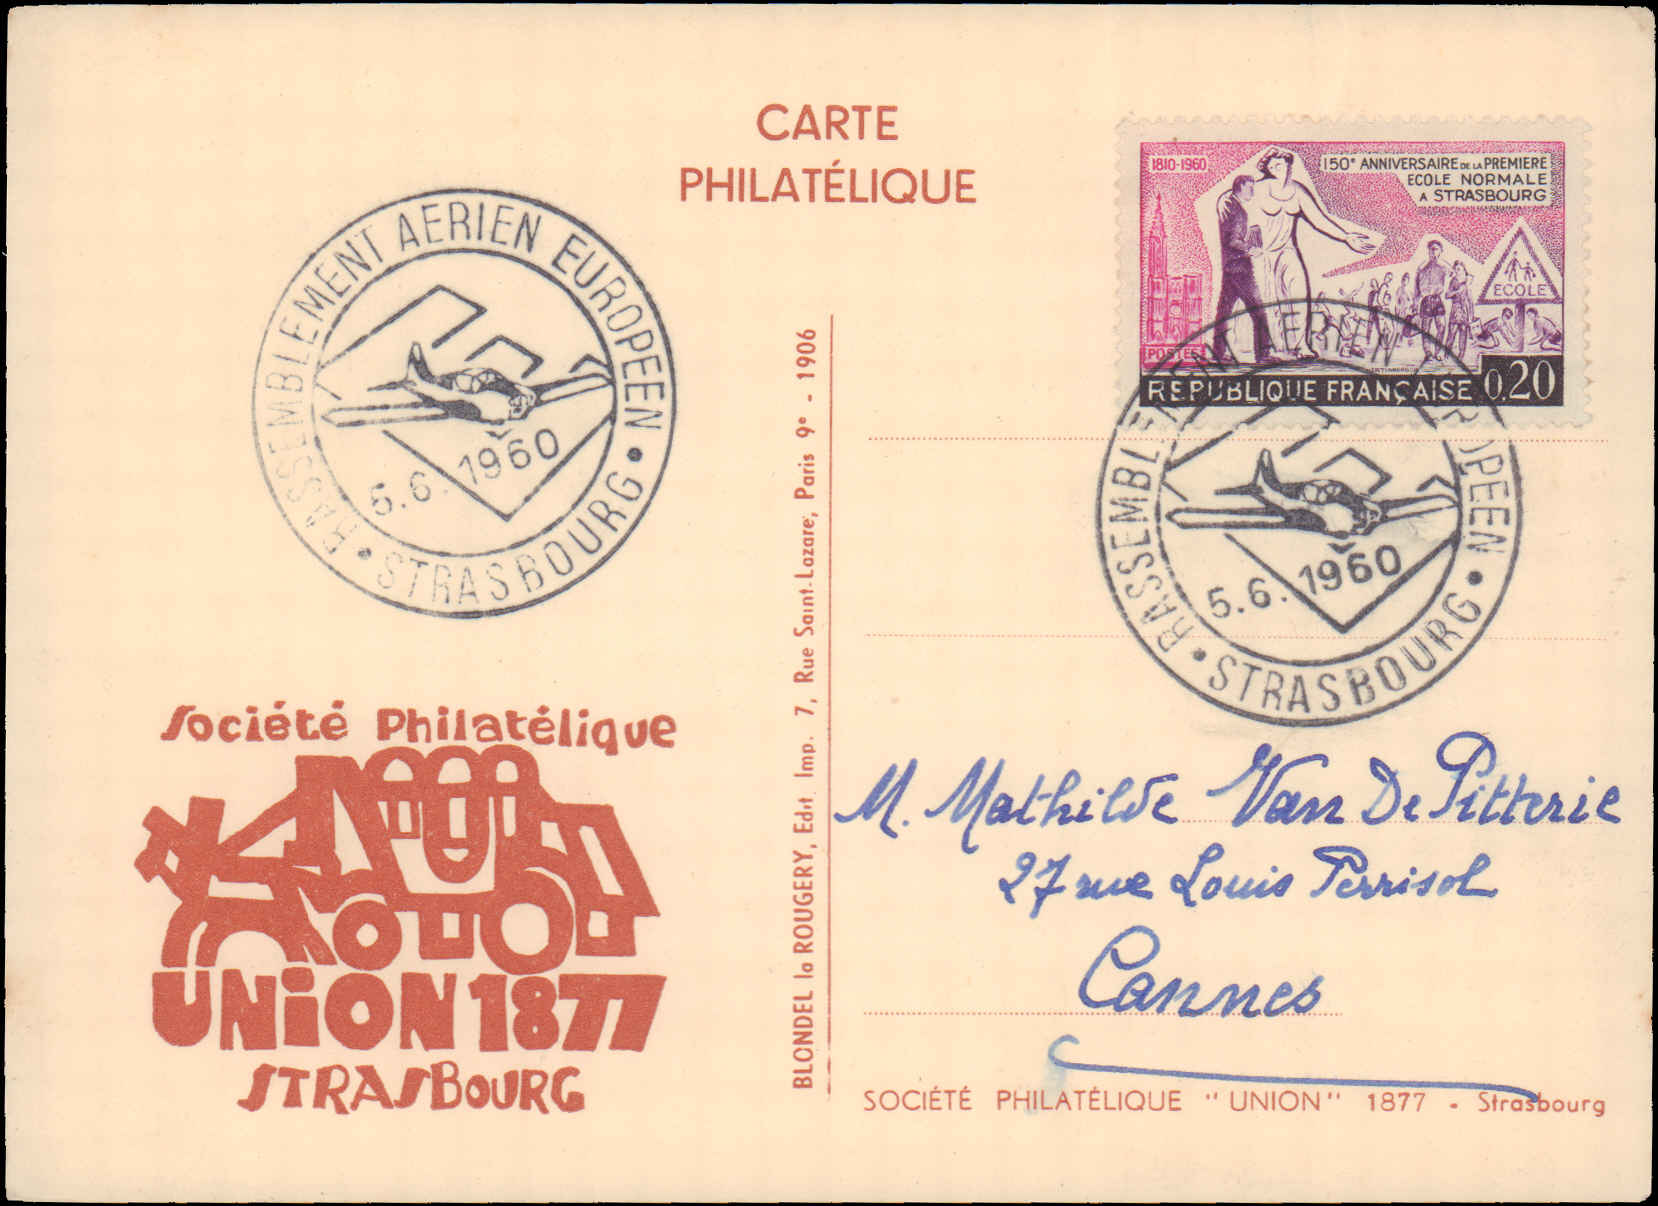 CARTE
PHILATÉLIQUE
RASSEMBLEMENT AERIEN EUROPEEN
• STRASBOURG •
5.6.1960
Société Philatélique
UNiON 1877
STRASBOURG
BLONDEL la ROUGERY, Edit. Imp. 7, Rue Saint-Lazare, Paris 9e - 1906
1810-1960
150e ANNIVERSAIRE DE LA PREMIERE
ECOLE NORMALE
A STRASBOURG
ECOLE
POSTES
REPUBLIQUE FRANÇAISE 0.20
RASSEMBLEMENT AERIEN EUROPEEN
• STRASBOURG •
5.6.1960
M. Mathilde Van De Pitterie
27 rue Louis Perrisol
Cannes
SOCIÉTÉ PHILATÉLIQUE "UNION" 1877 - Strasbourg